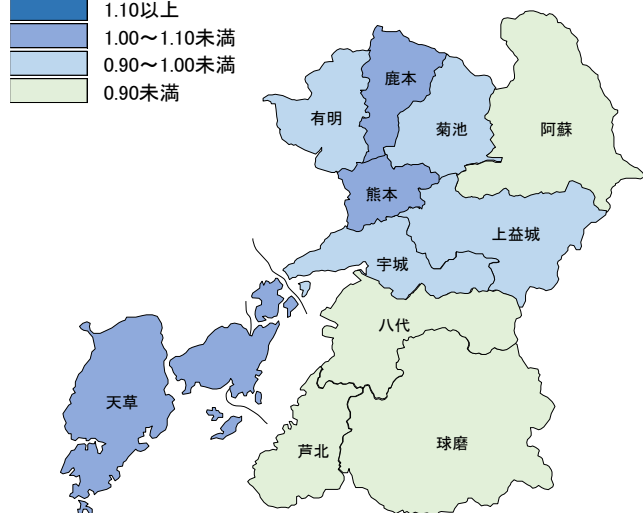 1.10以上
1.00～1.10未満
0.90～1.00未満
0.90未満
鹿本
有明
菊池
阿蘇
熊本
上益城
宇城
八代
天草
芦北
球磨